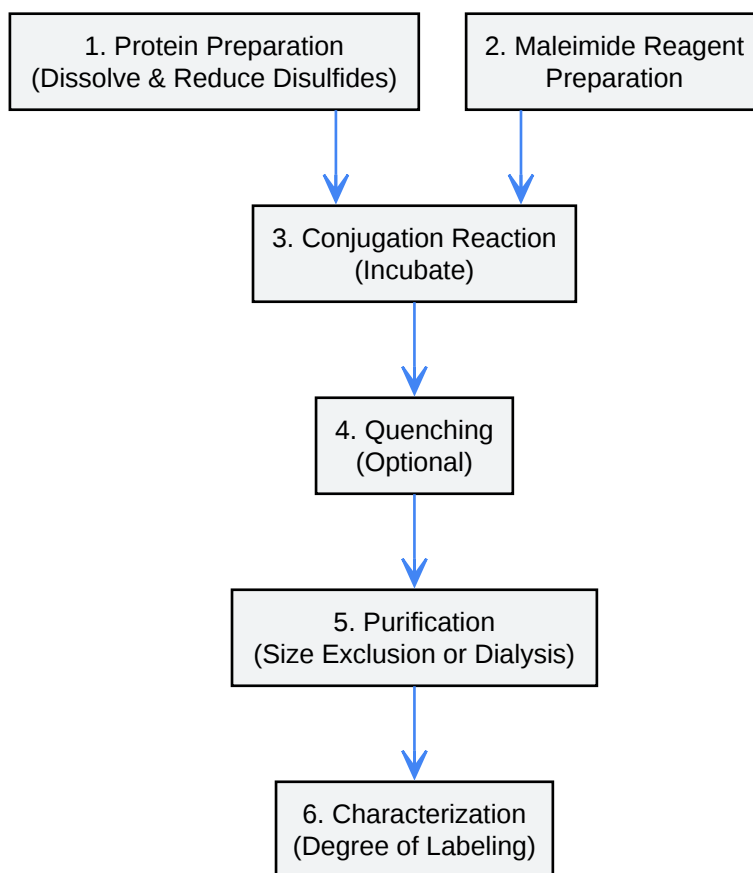 1. Protein Preparation
(Dissolve & Reduce Disulfides)
2. Maleimide Reagent
Preparation
3. Conjugation Reaction
(Incubate)
4. Quenching
(Optional)
5. Purification
(Size Exclusion or Dialysis)
6. Characterization
(Degree of Labeling)